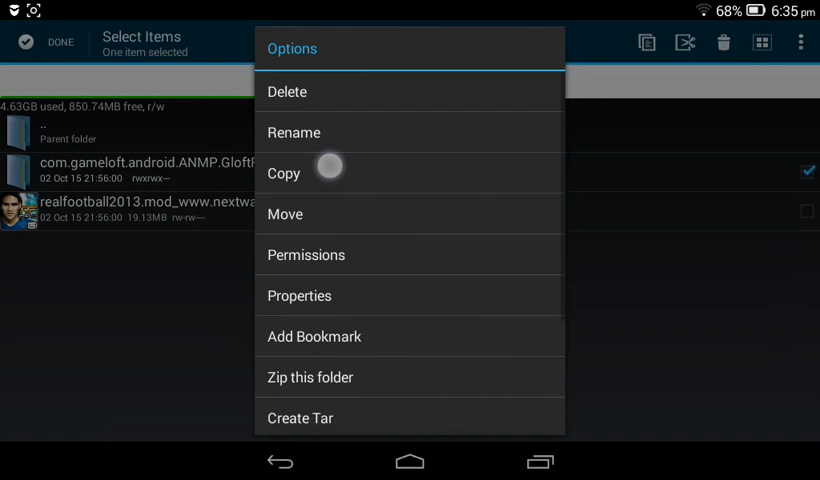 68% 6:35 pm
DONE
Select Items
One item selected
Options
Delete
Rename
Copy
Move
Permissions
Properties
Add Bookmark
Zip this folder
Create Tar
4.63GB used, 850.74MB free, r/w
..
Parent folder
com.gameloft.android.ANMP.GloftR
02 Oct 15 21:56:00 rwxrwx---
realfootball2013.mod_www.nextwa
02 Oct 15 21:56:00 19.13MB rw-rw----